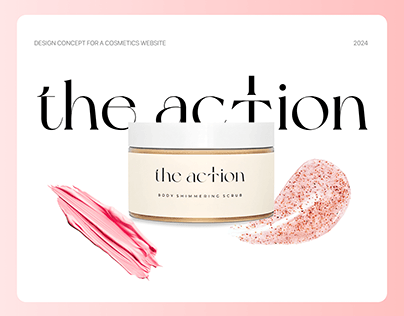 DESIGN CONCEPT FOR A COSMETICS WEBSITE 2024
the action
the action
BODY SHIMMERING SCRUB